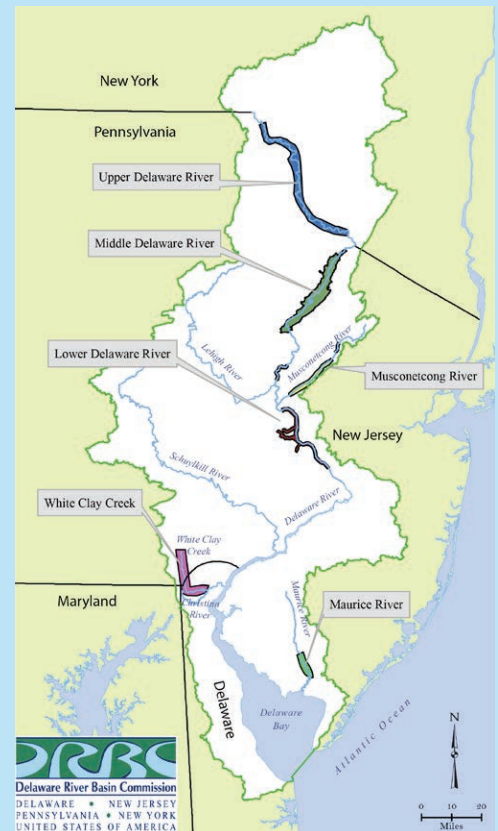 New York
Pennsylvania
Upper Delaware River
Middle Delaware River
Lehigh River
Musconetcong River
Lower Delaware River
Musconetcong River
New Jersey
Schuylkill River
Delaware River
White Clay Creek
White Clay
Creek
Maryland
Christina River
Maurice River
Maurice River
Delaware
Delaware
Bay
Atlantic Ocean
N
DRBC
Delaware River Basin Commission
DELAWARE • NEW JERSEY
PENNSYLVANIA • NEW YORK
UNITED STATES OF AMERICA
0 10 20
Miles